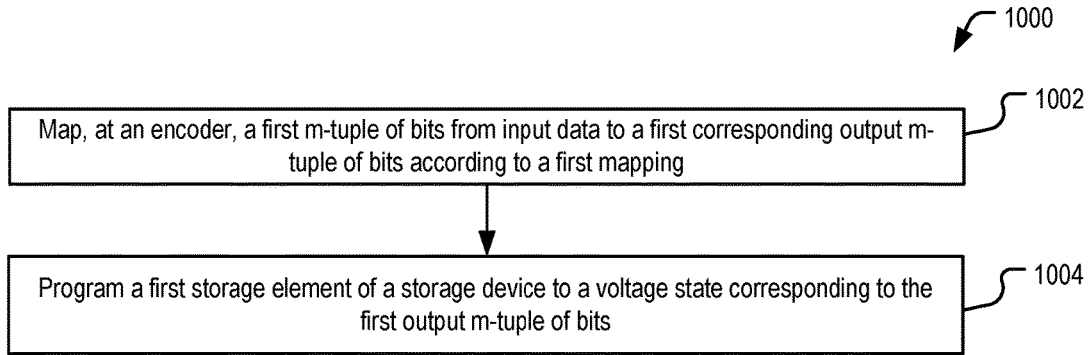 1000
1002
Map, at an encoder, a first m-tuple of bits from input data to a first corresponding output m-
tuple of bits according to a first mapping
1004
Program a first storage element of a storage device to a voltage state corresponding to the
first output m-tuple of bits